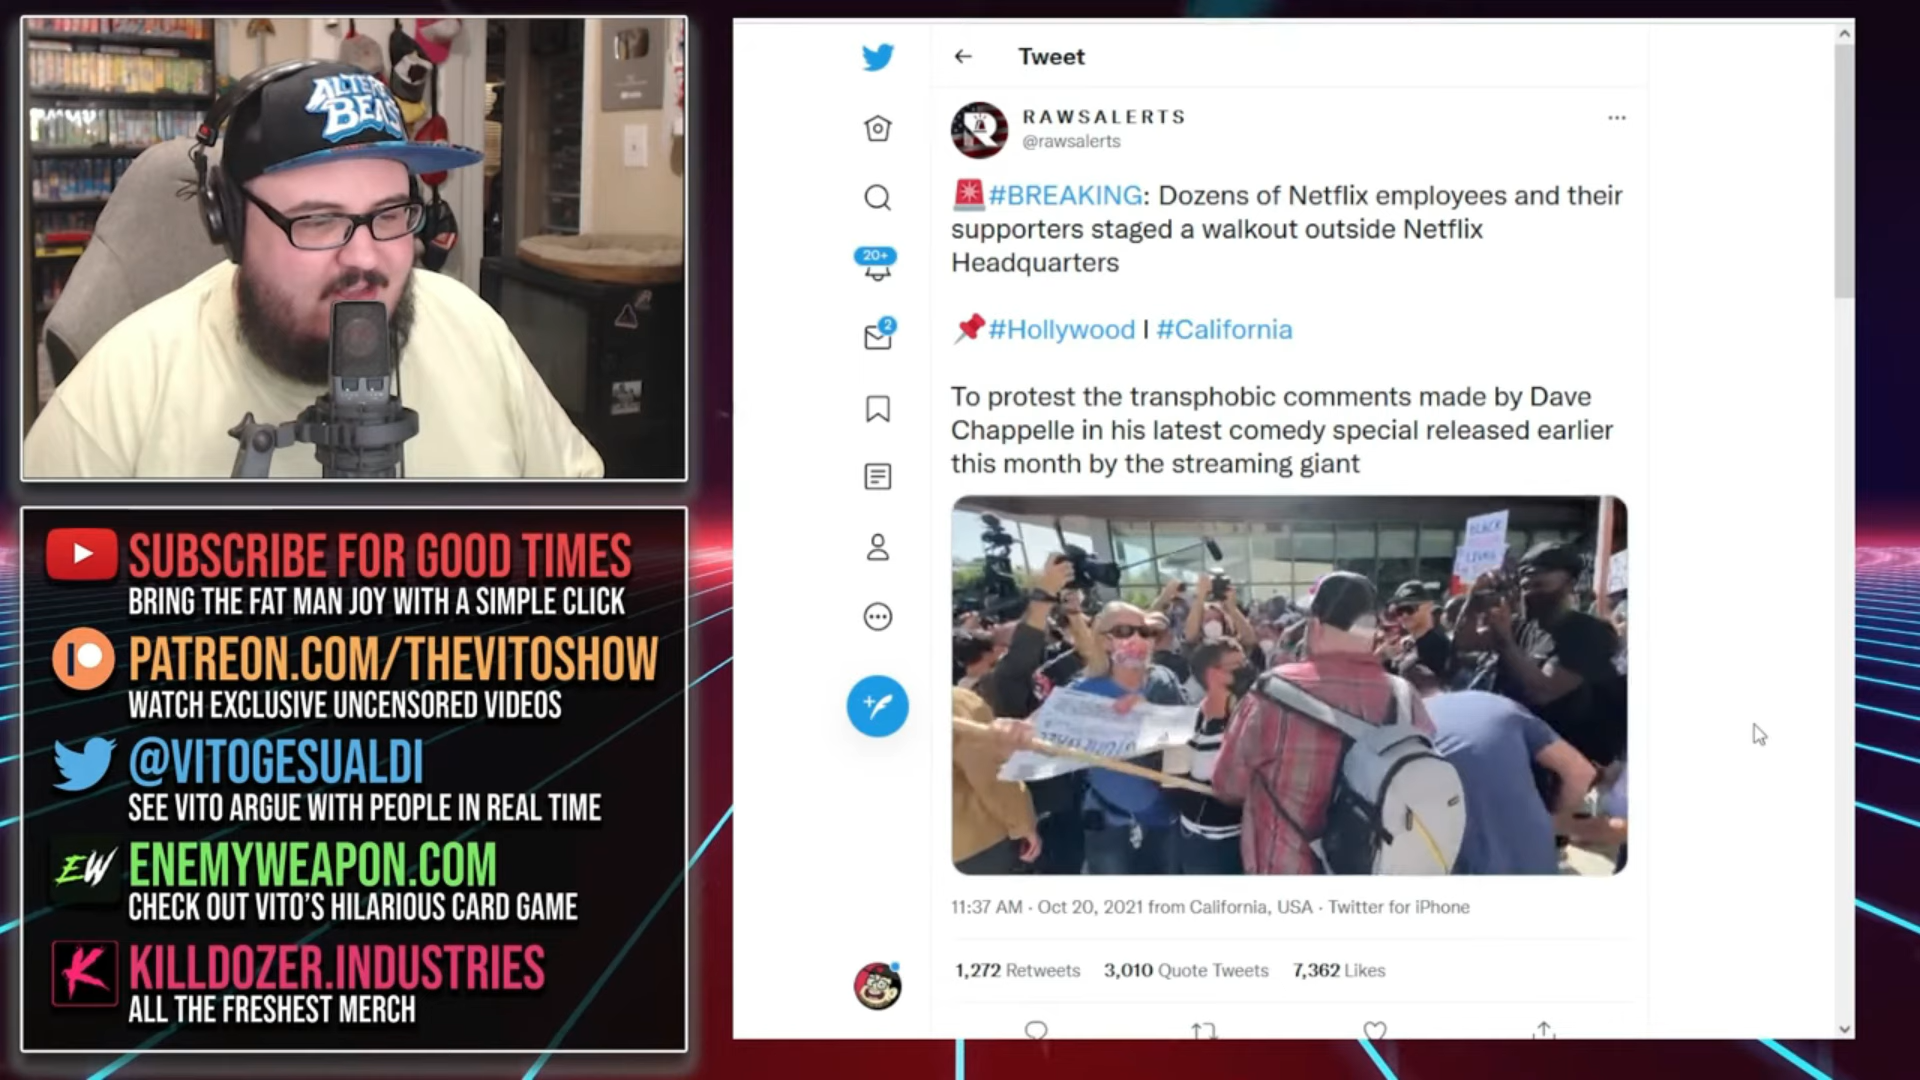 ALTERED
BEAST
SUBSCRIBE FOR GOOD TIMES
BRING THE FAT MAN JOY WITH A SIMPLE CLICK
PATREON.COM/THEVITOSHOW
WATCH EXCLUSIVE UNCENSORED VIDEOS
@VITOGESUALDI
SEE VITO ARGUE WITH PEOPLE IN REAL TIME
EW
ENEMYWEAPON.COM
CHECK OUT VITO'S HILARIOUS CARD GAME
K
KILLDOZER.INDUSTRIES
ALL THE FRESHEST MERCH
20+
2
Tweet
R
RAWSALERTS
@rawsalerts
#BREAKING: Dozens of Netflix employees and their
supporters staged a walkout outside Netflix
Headquarters
#Hollywood | #California
To protest the transphobic comments made by Dave
Chappelle in his latest comedy special released earlier
this month by the streaming giant
BLACK
LIVES
11:37 AM · Oct 20, 2021 from California, USA · Twitter for iPhone
1,272 Retweets 3,010 Quote Tweets 7,362 Likes